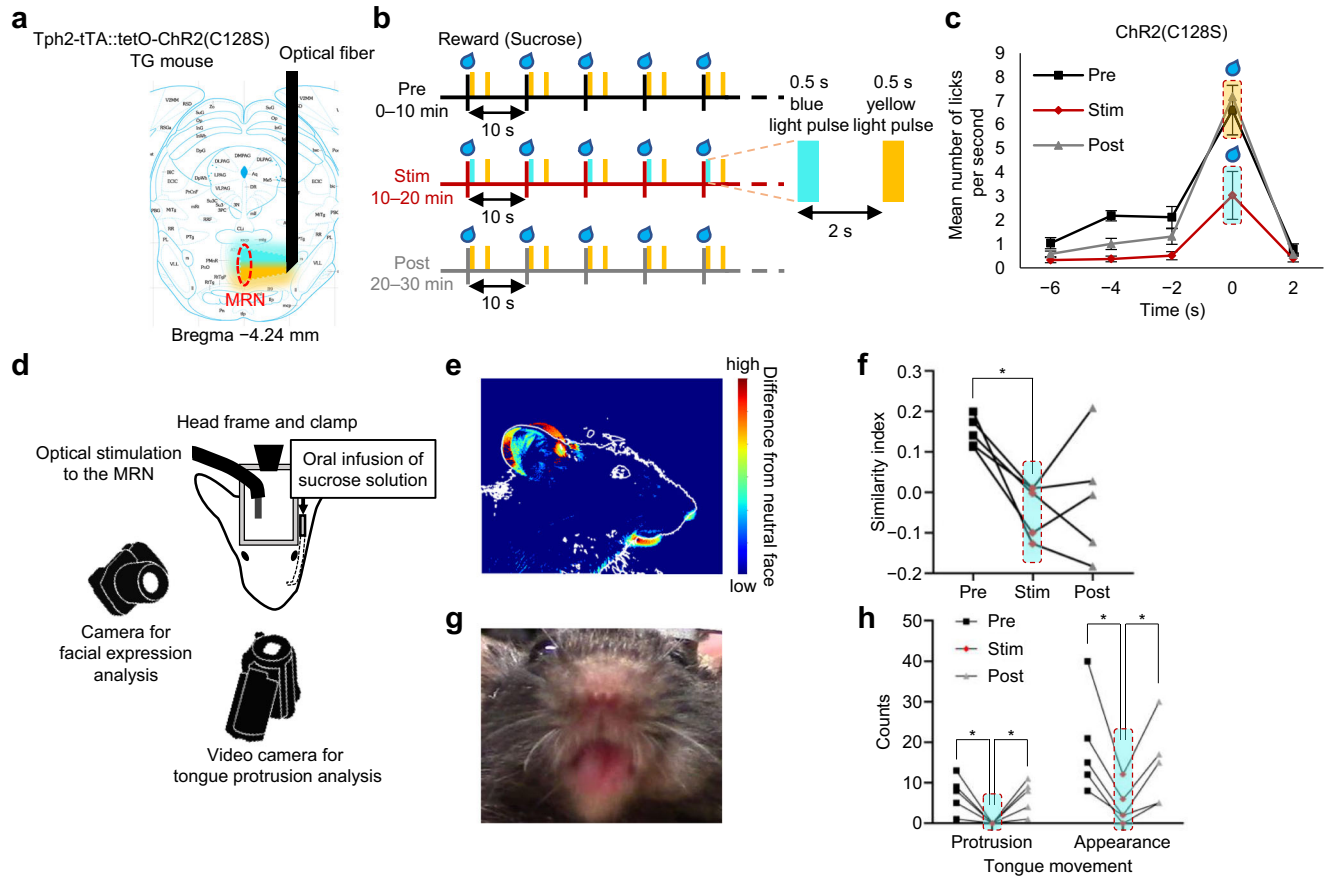 a
Tph2-tTA::tetO-ChR2(C128S)
TG mouse
Optical fiber
MRN
Bregma −4.24 mm
b
Reward (Sucrose)
Pre
0–10 min
10 s
Stim
10–20 min
10 s
Post
20–30 min
10 s
0.5 s
blue
light pulse
0.5 s
yellow
light pulse
2 s
c
ChR2(C128S)
Mean number of licks
per second
9
8
7
6
5
4
3
2
1
0
Pre
Stim
Post
−6
−4
−2
0
2
Time (s)
d
Head frame and clamp
Optical stimulation
to the MRN
Oral infusion of
sucrose solution
Camera for
facial expression
analysis
Video camera for
tongue protrusion analysis
e
high
Difference from neutral face
low
f
Similarity index
0.3
0.2
0.1
0.0
−0.1
−0.2
*
Pre
Stim
Post
g
h
Counts
50
40
30
20
10
0
Pre
Stim
Post
* *
* *
Protrusion
Appearance
Tongue movement